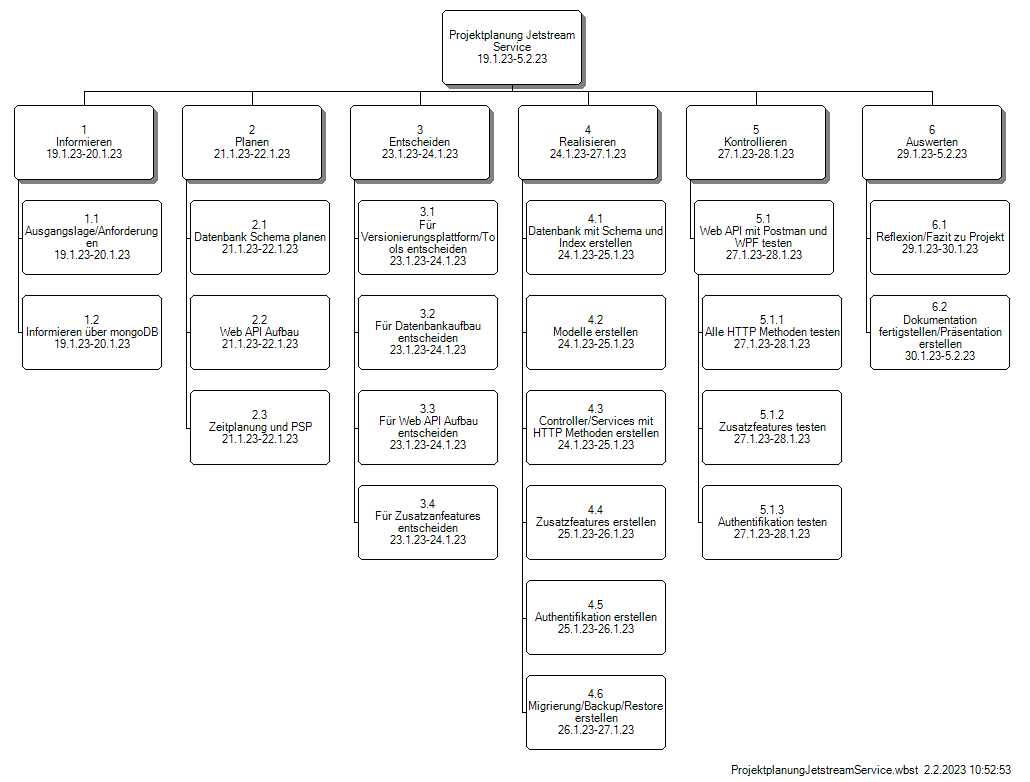 Projektplanung Jetstream
Service
19.1.23-5.2.23
1
Informieren
19.1.23-20.1.23
1.1
Ausgangslage/Anforderung
en
19.1.23-20.1.23
1.2
Informieren über mongoDB
19.1.23-20.1.23
2
Planen
21.1.23-22.1.23
2.1
Datenbank Schema planen
21.1.23-22.1.23
2.2
Web API Aufbau
21.1.23-22.1.23
2.3
Zeitplanung und PSP
21.1.23-22.1.23
3
Entscheiden
23.1.23-24.1.23
3.1
Für
Versionierungsplattform/To
ols entscheiden
23.1.23-24.1.23
3.2
Für Datenbankaufbau
entscheiden
23.1.23-24.1.23
3.3
Für Web API Aufbau
entscheiden
23.1.23-24.1.23
3.4
Für Zusatzanfeatures
entscheiden
23.1.23-24.1.23
4
Realisieren
24.1.23-27.1.23
4.1
Datenbank mit Schema und
Index erstellen
24.1.23-25.1.23
4.2
Modelle erstellen
24.1.23-25.1.23
4.3
Controller/Services mit
HTTP Methoden erstellen
24.1.23-25.1.23
4.4
Zusatzfeatures erstellen
25.1.23-26.1.23
4.5
Authentifikation erstellen
25.1.23-26.1.23
4.6
Migrierung/Backup/Restore
erstellen
26.1.23-27.1.23
5
Kontrollieren
27.1.23-28.1.23
5.1
Web API mit Postman und
WPF testen
27.1.23-28.1.23
5.1.1
Alle HTTP Methoden testen
27.1.23-28.1.23
5.1.2
Zusatzfeatures testen
27.1.23-28.1.23
5.1.3
Authentifikation testen
27.1.23-28.1.23
6
Auswerten
29.1.23-5.2.23
6.1
Reflexion/Fazit zu Projekt
29.1.23-30.1.23
6.2
Dokumentation
fertigstellen/Präsentation
erstellen
30.1.23-5.2.23
ProjektplanungJetstreamService.wbst 2.2.2023 10:52:53